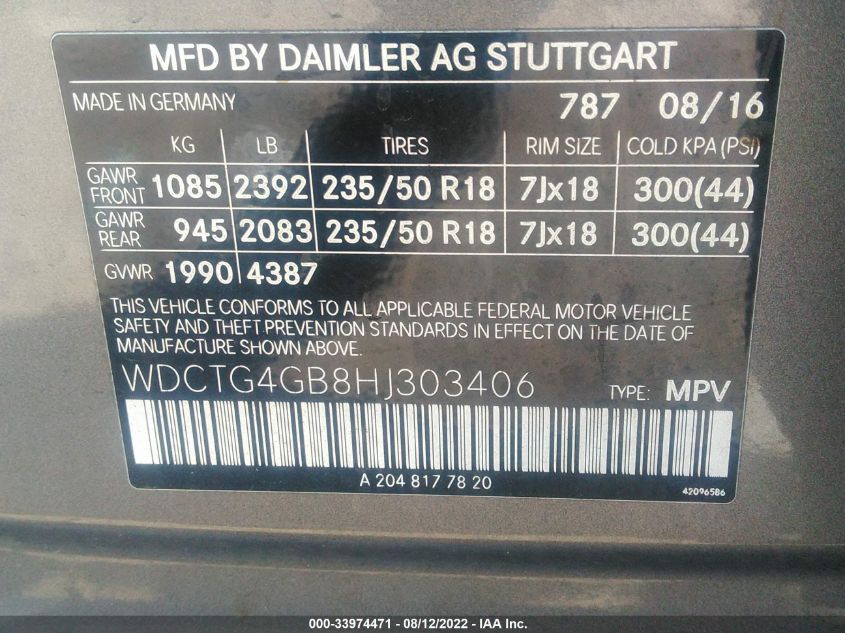 MFD BY DAIMLER AG STUTTGART
MADE IN GERMANY 787 08/16
KG LB TIRES RIM SIZE COLD KPA (PSI)
GAWR FRONT 1085 2392 235/50 R18 7Jx18 300(44)
GAWR REAR 945 2083 235/50 R18 7Jx18 300(44)
GVWR 1990 4387
THIS VEHICLE CONFORMS TO ALL APPLICABLE FEDERAL MOTOR VEHICLE
SAFETY AND THEFT PREVENTION STANDARDS IN EFFECT ON THE DATE OF
MANUFACTURE SHOWN ABOVE.
WDCTG4GB8HJ303406 TYPE: MPV
A 204 817 78 20
42096586
000-33974471 - 08/12/2022 - IAA Inc.